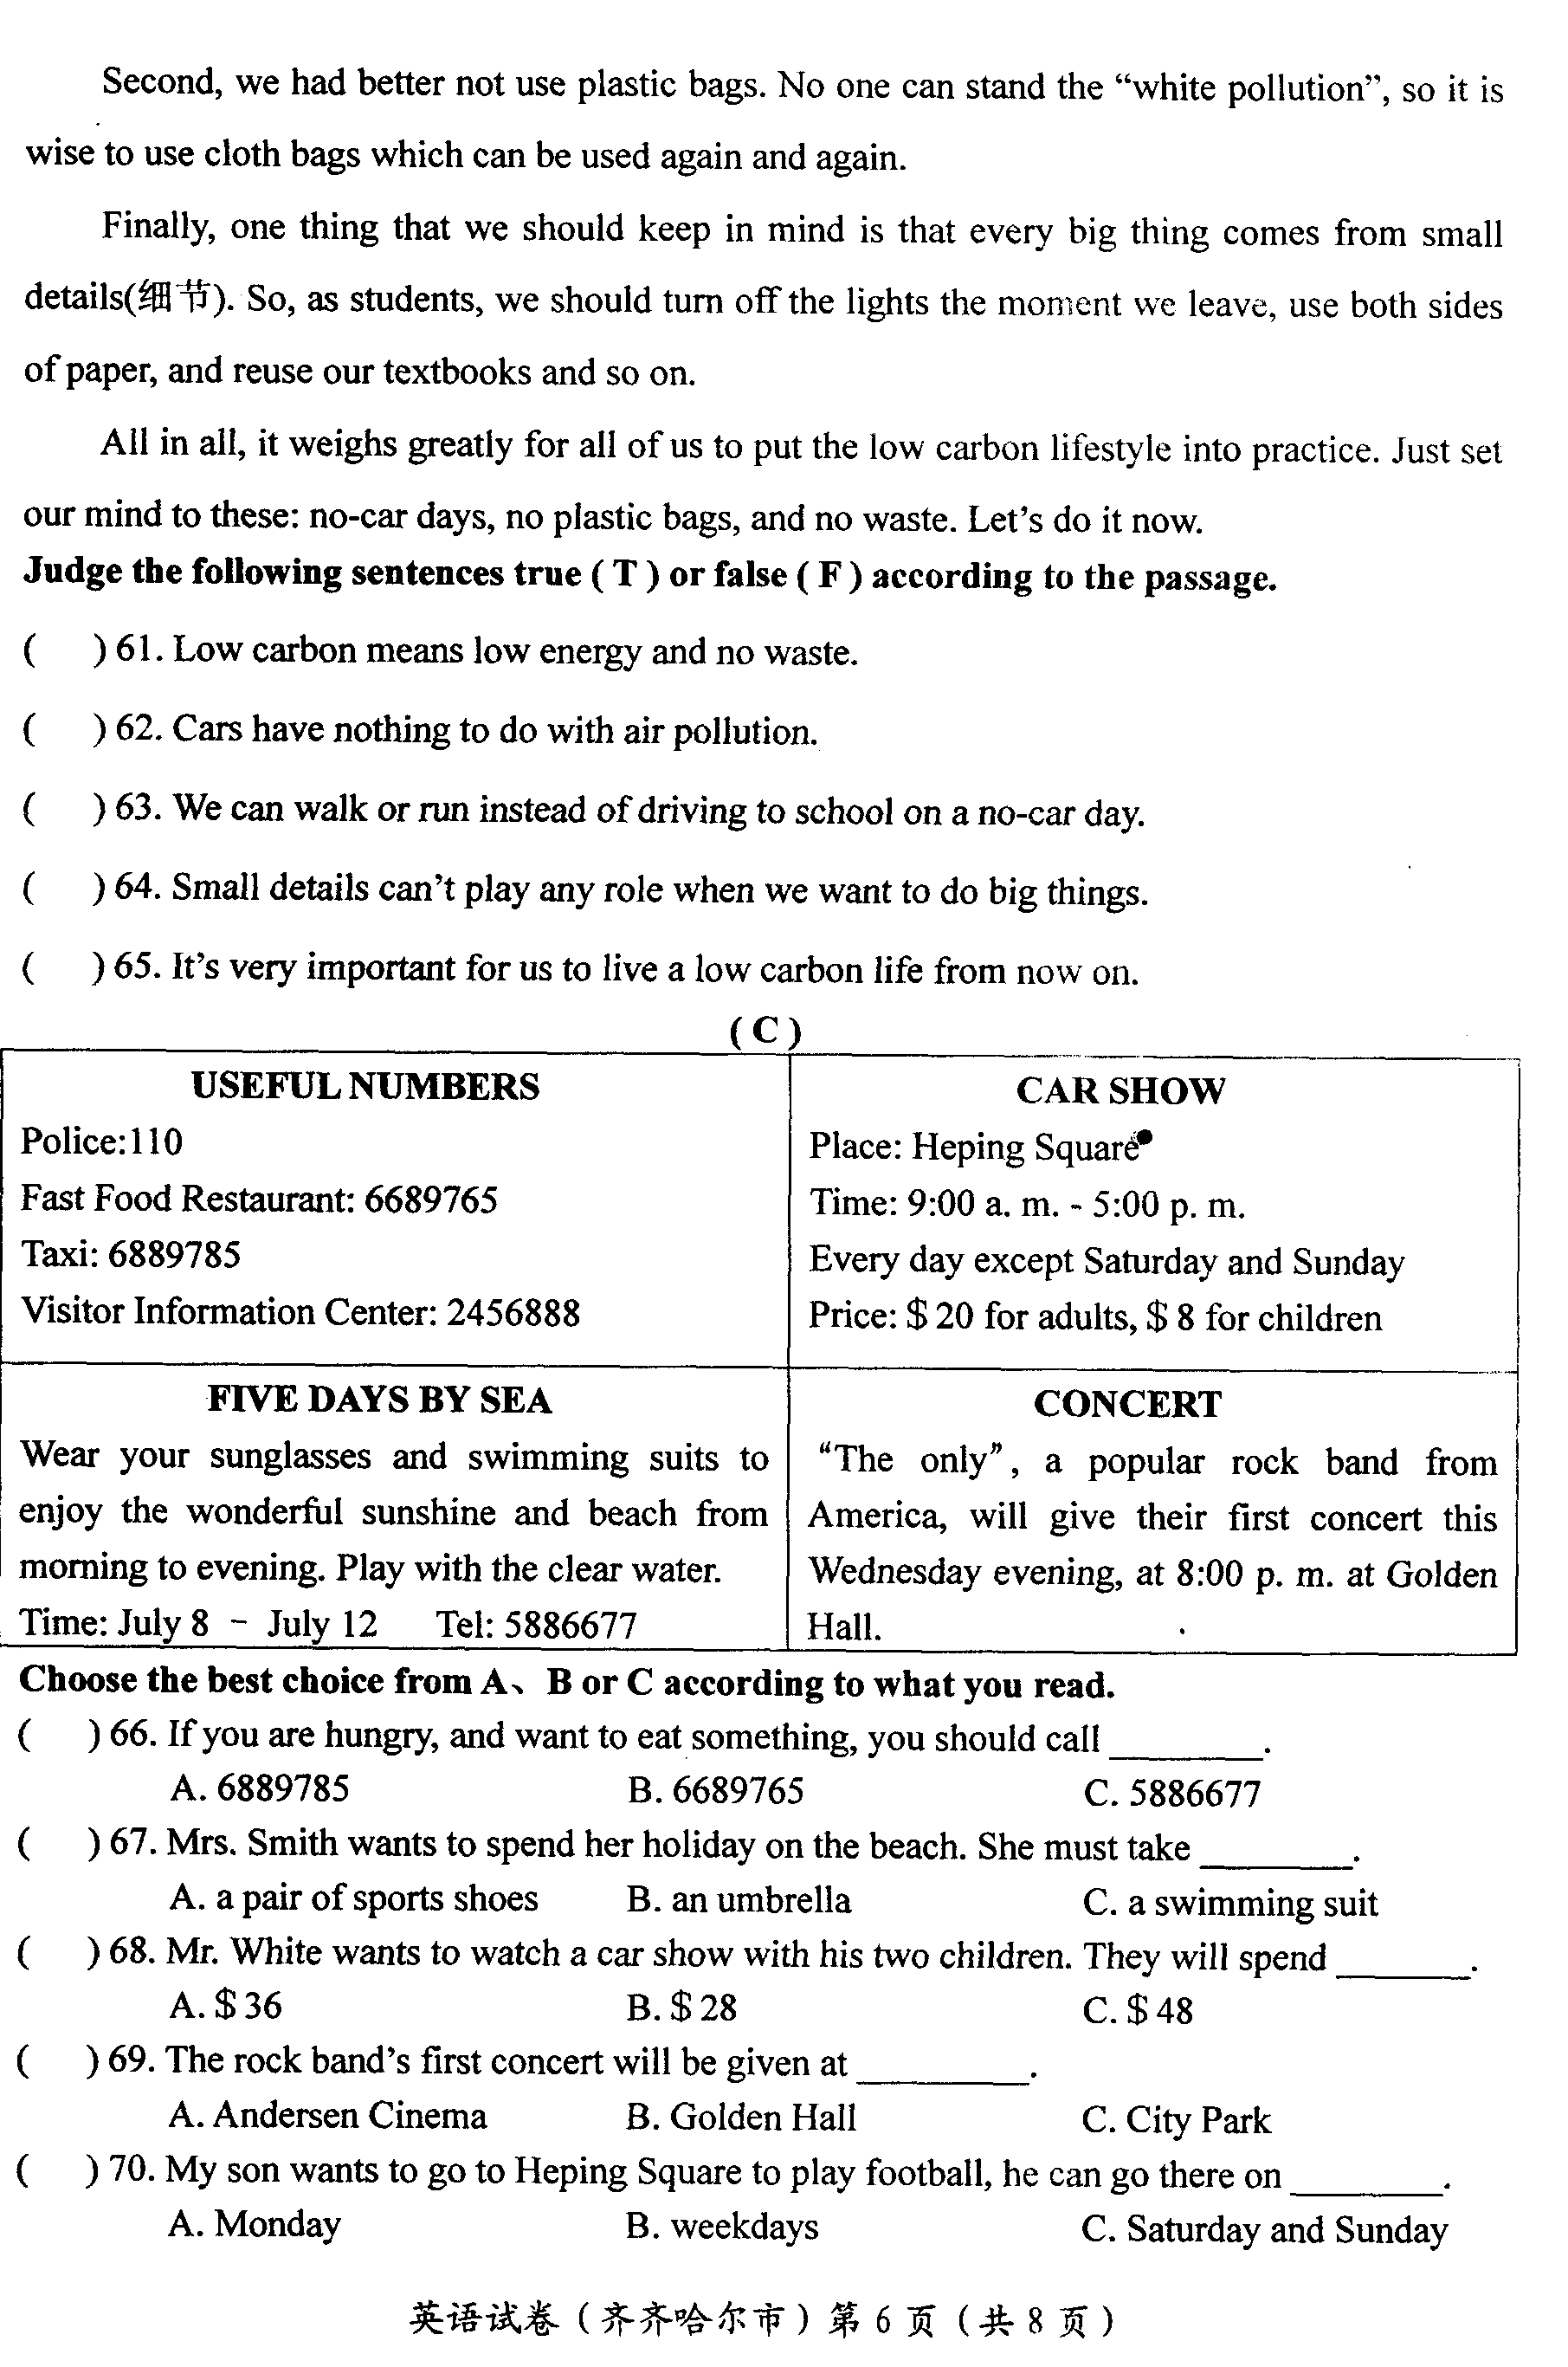 Second, we had better not use plastic bags. No one can stand the “white pollution”, so it is
wise to use cloth bags which can be used again and again.
Finally, one thing that we should keep in mind is that every big thing comes from small
details(细节). So, as students, we should turn off the lights the moment we leave, use both sides
of paper, and reuse our textbooks and so on.
All in all, it weighs greatly for all of us to put the low carbon lifestyle into practice. Just set
our mind to these: no-car days, no plastic bags, and no waste. Let’s do it now.
Judge the following sentences true ( T ) or false ( F ) according to the passage.
(    ) 61. Low carbon means low energy and no waste.
(    ) 62. Cars have nothing to do with air pollution.
(    ) 63. We can walk or run instead of driving to school on a no-car day.
(    ) 64. Small details can’t play any role when we want to do big things.
(    ) 65. It’s very important for us to live a low carbon life from now on.
( C )
USEFUL NUMBERS
Police:110
Fast Food Restaurant: 6689765
Taxi: 6889785
Visitor Information Center: 2456888
CAR SHOW
Place: Heping Square
Time: 9:00 a. m. - 5:00 p. m.
Every day except Saturday and Sunday
Price: $ 20 for adults, $ 8 for children
FIVE DAYS BY SEA
Wear your sunglasses and swimming suits to
enjoy the wonderful sunshine and beach from
morning to evening. Play with the clear water.
Time: July 8 - July 12    Tel: 5886677
CONCERT
“The only”, a popular rock band from
America, will give their first concert this
Wednesday evening, at 8:00 p. m. at Golden
Hall.
Choose the best choice from A、B or C according to what you read.
(    ) 66. If you are hungry, and want to eat something, you should call ________.
A. 6889785    B. 6689765    C. 5886677
(    ) 67. Mrs. Smith wants to spend her holiday on the beach. She must take ________.
A. a pair of sports shoes    B. an umbrella    C. a swimming suit
(    ) 68. Mr. White wants to watch a car show with his two children. They will spend _______.
A. $ 36    B. $ 28    C. $ 48
(    ) 69. The rock band’s first concert will be given at _________.
A. Andersen Cinema    B. Golden Hall    C. City Park
(    ) 70. My son wants to go to Heping Square to play football, he can go there on ________.
A. Monday    B. weekdays    C. Saturday and Sunday
英语试卷（齐齐哈尔市）第 6 页（共 8 页）